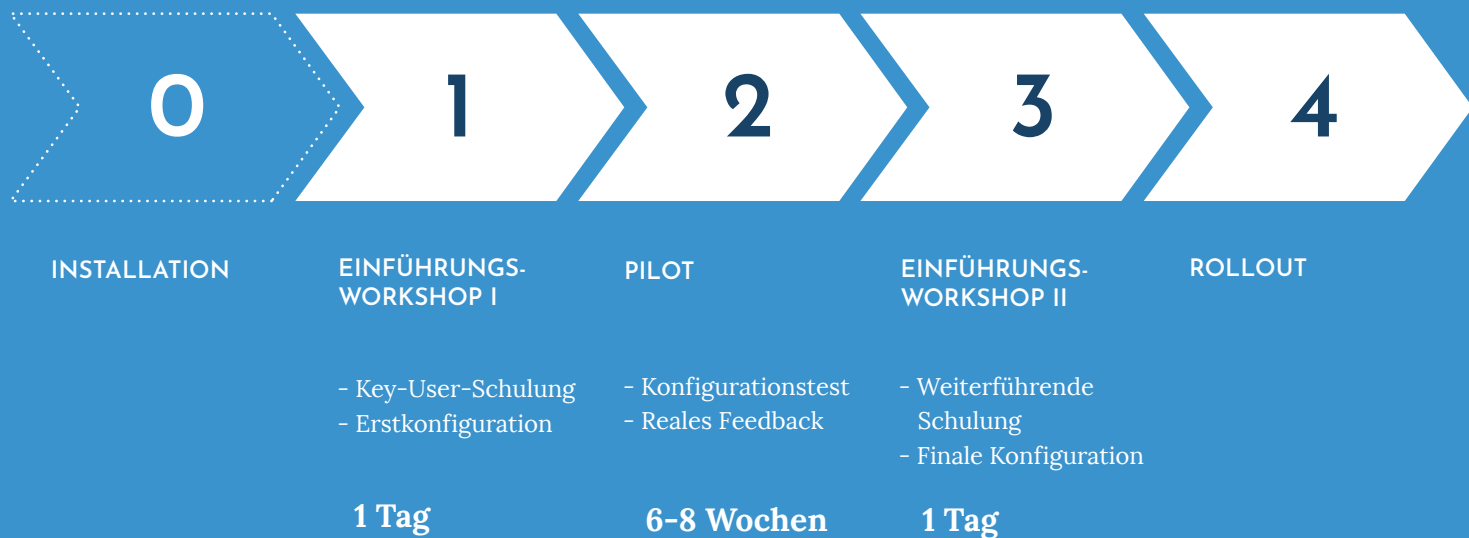 0
1
2
3
4
INSTALLATION
EINFÜHRUNGS-
WORKSHOP I
PILOT
EINFÜHRUNGS-
WORKSHOP II
ROLLOUT
- Key-User-Schulung
- Erstkonfiguration
- Konfigurationstest
- Reales Feedback
- Weiterführende
Schulung
- Finale Konfiguration
1 Tag
6-8 Wochen
1 Tag